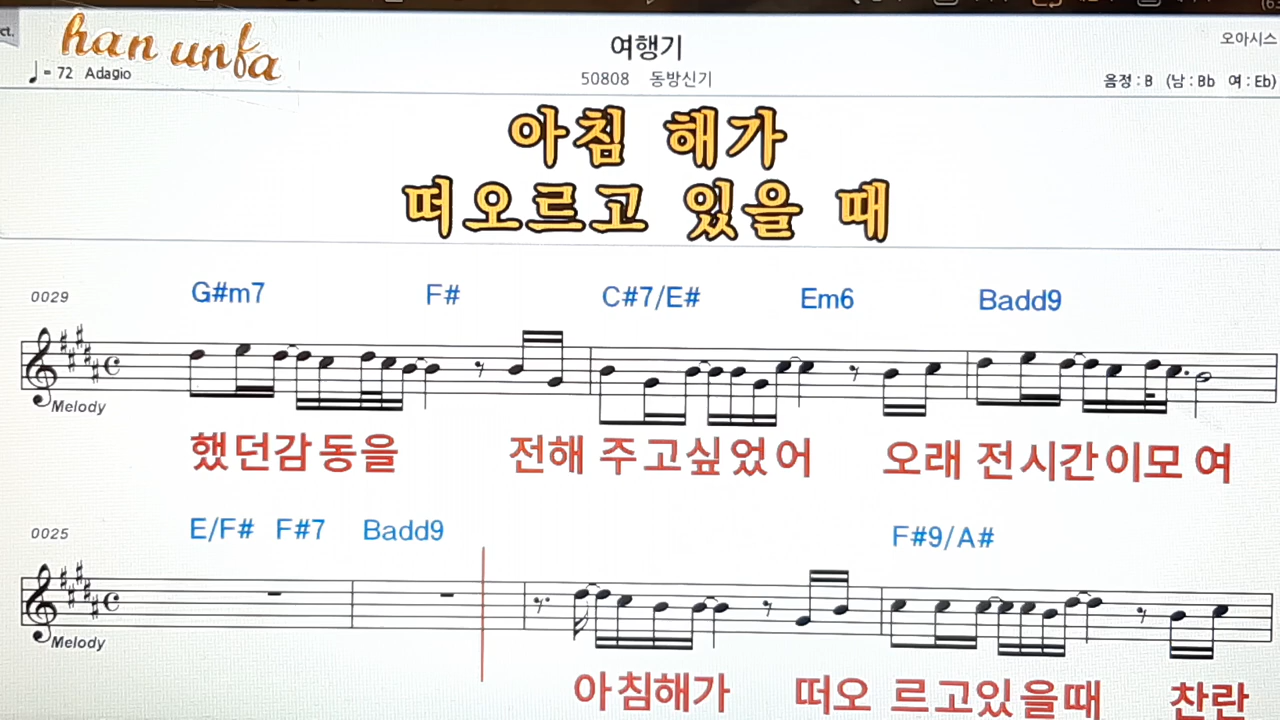 ct.
han unfa
여행기
오아시스
♩= 72 Adagio
50808 동방신기
음정 : B (남 : Bb 여 : Eb)
아침 해가
떠오르고 있을 때
0029 G#m7 F# C#7/E# Em6 Badd9
Melody
했던감동을 전해 주고싶었어 오래 전시간이모 여
0025 E/F# F#7 Badd9 F#9/A#
Melody
아침해가 떠오 르고있을때 찬란